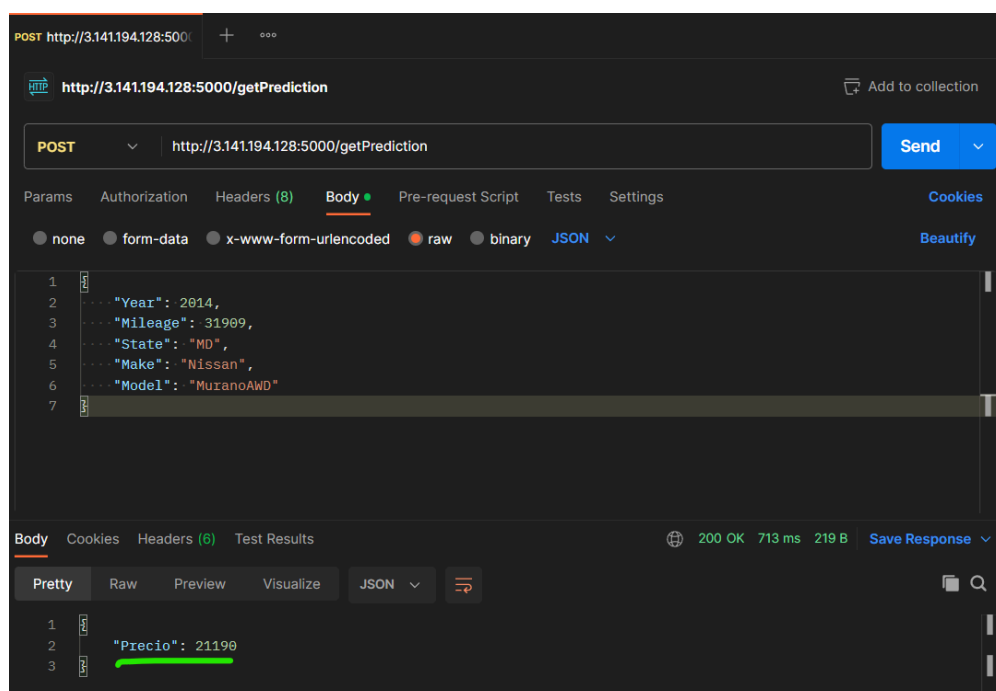 POST http://3.141.194.128:500
http://3.141.194.128:5000/getPrediction
Add to collection
POST http://3.141.194.128:5000/getPrediction Send
Params Authorization Headers (8) Body Pre-request Script Tests Settings Cookies
none form-data x-www-form-urlencoded raw binary JSON Beautify
1 {
2 ····"Year":·2014,
3 ····"Mileage":·31909,
4 ····"State":·"MD",
5 ····"Make":·"Nissan",
6 ····"Model":·"MuranoAWD"
7 }
Body Cookies Headers (6) Test Results 200 OK 713 ms 219 B Save Response
Pretty Raw Preview Visualize JSON
1 {
2 "Precio": 21190
3 }